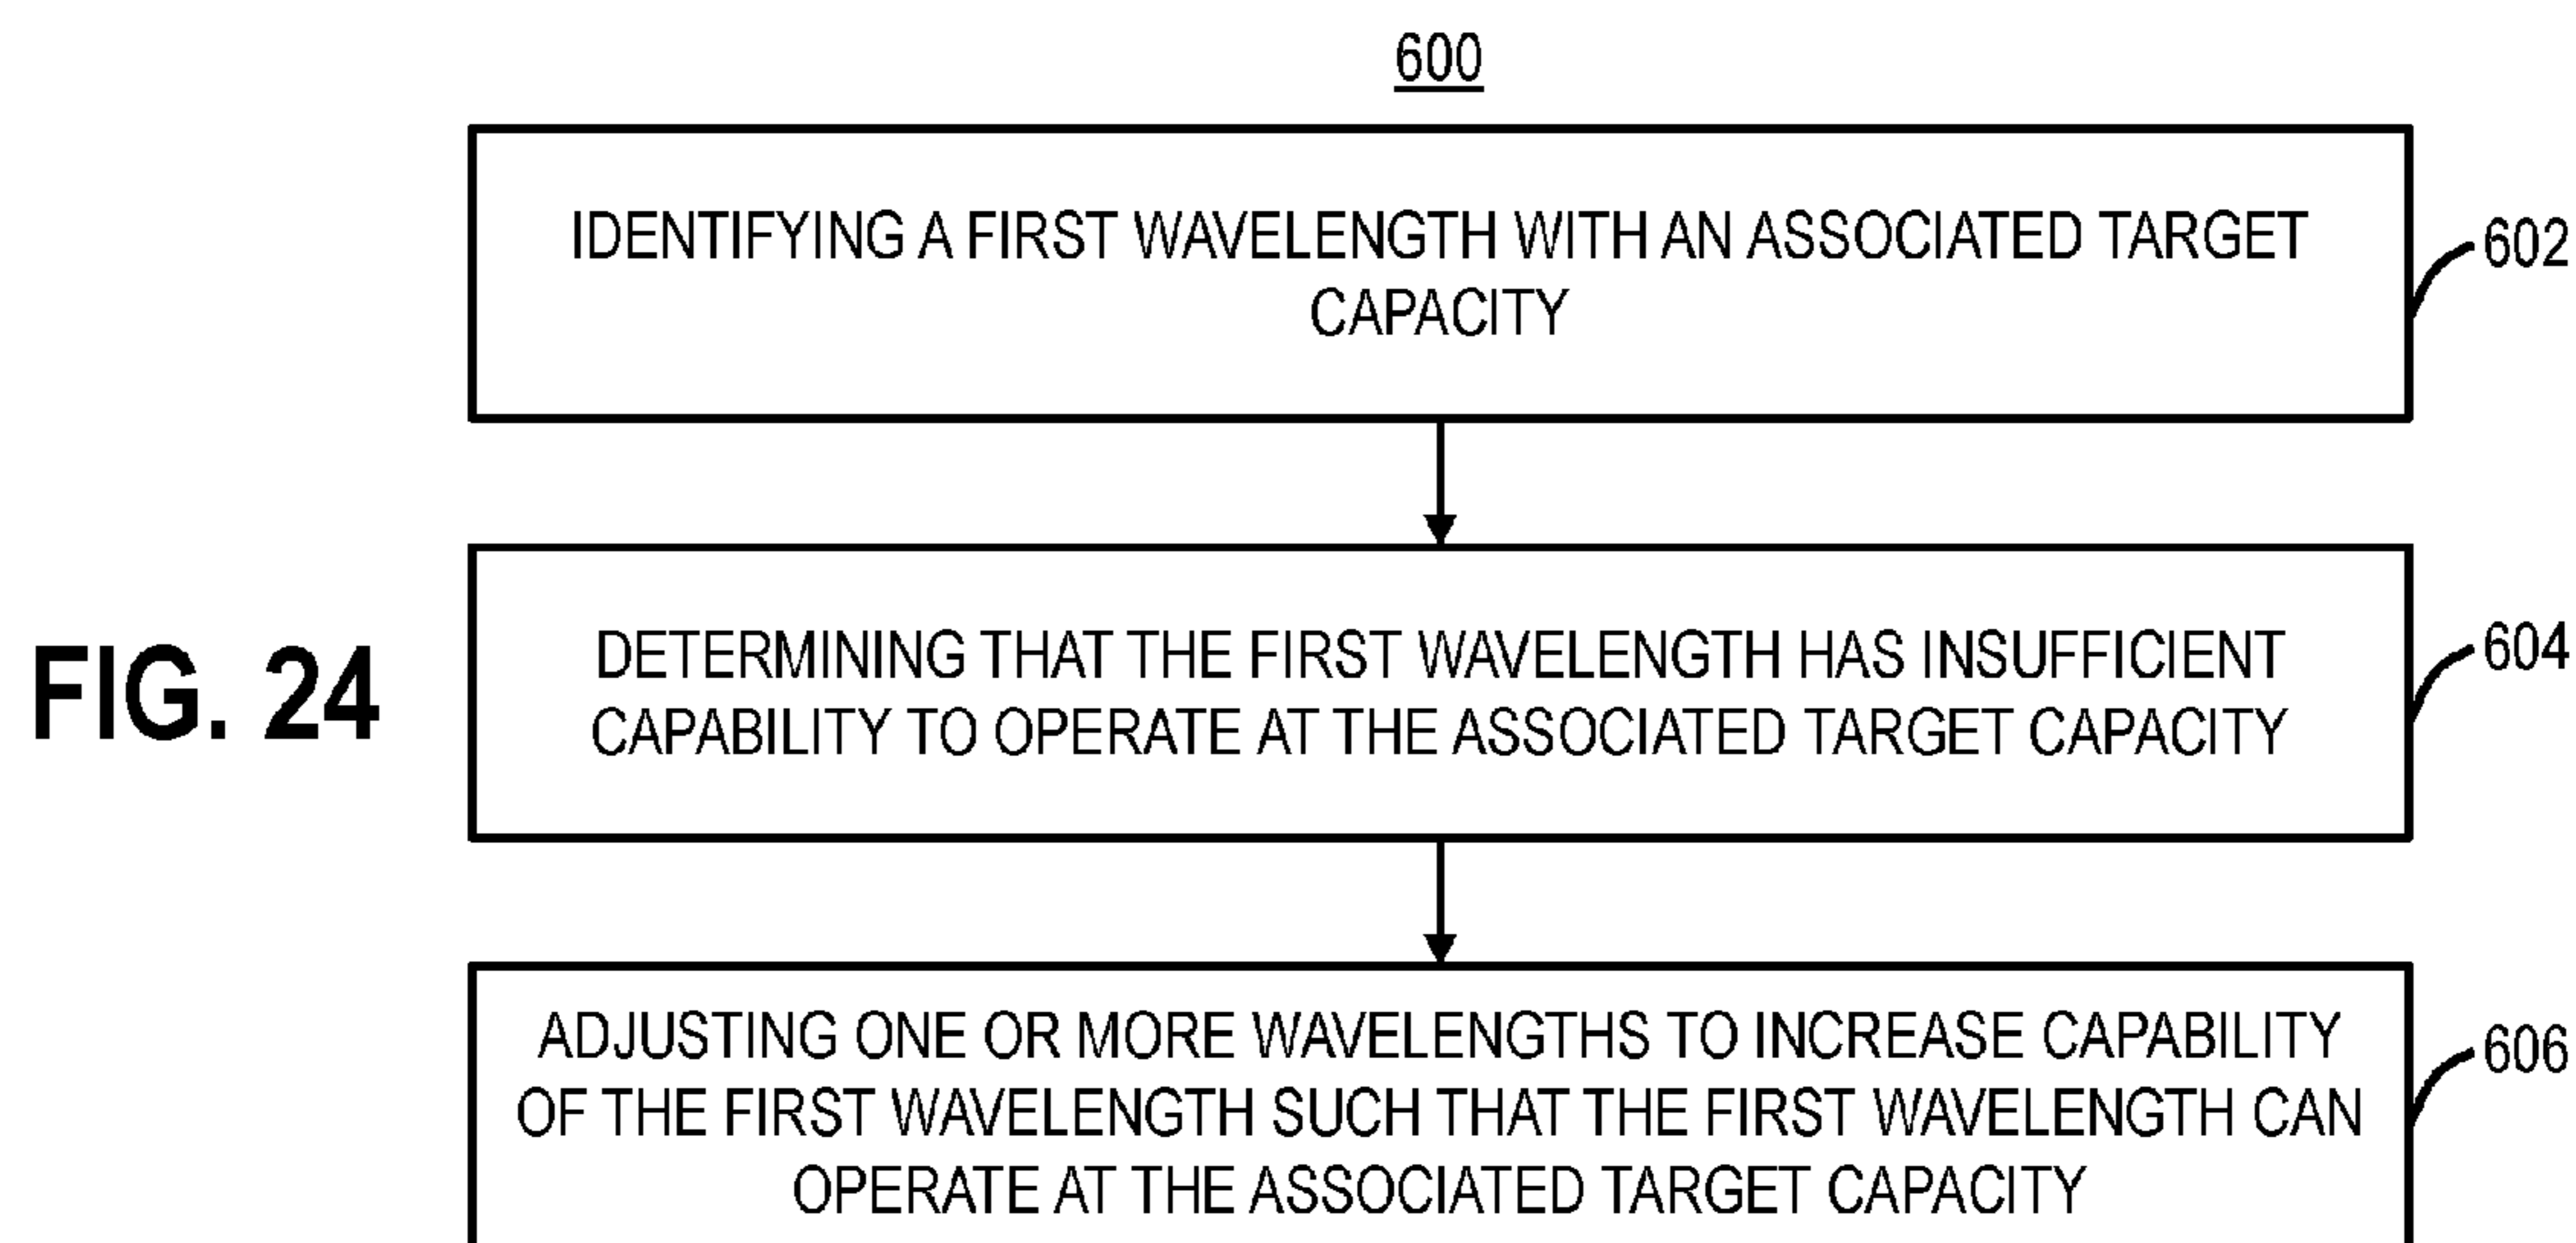 600
IDENTIFYING A FIRST WAVELENGTH WITH AN ASSOCIATED TARGET
CAPACITY
602
DETERMINING THAT THE FIRST WAVELENGTH HAS INSUFFICIENT
CAPABILITY TO OPERATE AT THE ASSOCIATED TARGET CAPACITY
604
FIG. 24
ADJUSTING ONE OR MORE WAVELENGTHS TO INCREASE CAPABILITY
OF THE FIRST WAVELENGTH SUCH THAT THE FIRST WAVELENGTH CAN
OPERATE AT THE ASSOCIATED TARGET CAPACITY
606